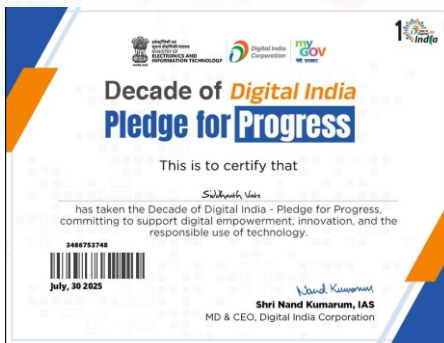 MINISTRY OF
ELECTRONICS AND
INFORMATION TECHNOLOGY
Digital India
Corporation
my
GOV
मेरी सरकार
Decade of Digital India
Pledge for Progress
This is to certify that
Siddharth Vats
has taken the Decade of Digital India - Pledge for Progress,
committing to support digital empowerment, innovation, and the
responsible use of technology.
3486753748
July, 30 2025
Nand Kumarum
Shri Nand Kumarum, IAS
MD & CEO, Digital India Corporation